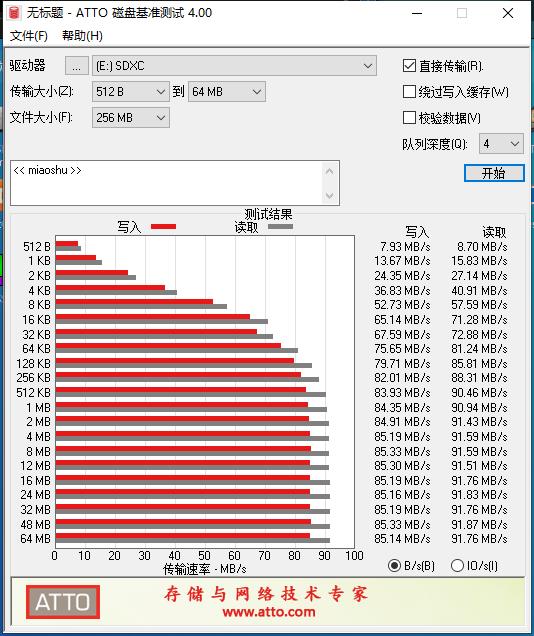 无标题 - ATTO 磁盘基准测试 4.00
文件(F) 帮助(H)
驱动器 ... (E:) SDXC
直接传输(R).
传输大小(Z): 512 B 到 64 MB
绕过写入缓存(W)
文件大小(F): 256 MB
校验数据(V)
队列深度(Q): 4
<< miaoshu >>
开始
测试结果
写入 读取 写入 读取
512 B 7.93 MB/s 8.70 MB/s
1 KB 13.67 MB/s 15.83 MB/s
2 KB 24.35 MB/s 27.14 MB/s
4 KB 36.83 MB/s 40.91 MB/s
8 KB 52.73 MB/s 57.59 MB/s
16 KB 65.14 MB/s 71.28 MB/s
32 KB 67.59 MB/s 72.88 MB/s
64 KB 75.65 MB/s 81.24 MB/s
128 KB 79.71 MB/s 85.81 MB/s
256 KB 82.01 MB/s 88.31 MB/s
512 KB 83.93 MB/s 90.46 MB/s
1 MB 84.35 MB/s 90.94 MB/s
2 MB 84.91 MB/s 91.43 MB/s
4 MB 85.19 MB/s 91.59 MB/s
8 MB 85.33 MB/s 91.59 MB/s
12 MB 85.30 MB/s 91.51 MB/s
16 MB 85.19 MB/s 91.76 MB/s
24 MB 85.16 MB/s 91.83 MB/s
32 MB 85.19 MB/s 91.76 MB/s
48 MB 85.33 MB/s 91.87 MB/s
64 MB 85.14 MB/s 91.76 MB/s
0 10 20 30 40 50 60 70 80 90 100
传输速率 - MB/s
B/s(B) IO/s(I)
ATTO
存储与网络技术专家
www.atto.com